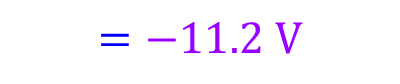 = −11.2 V